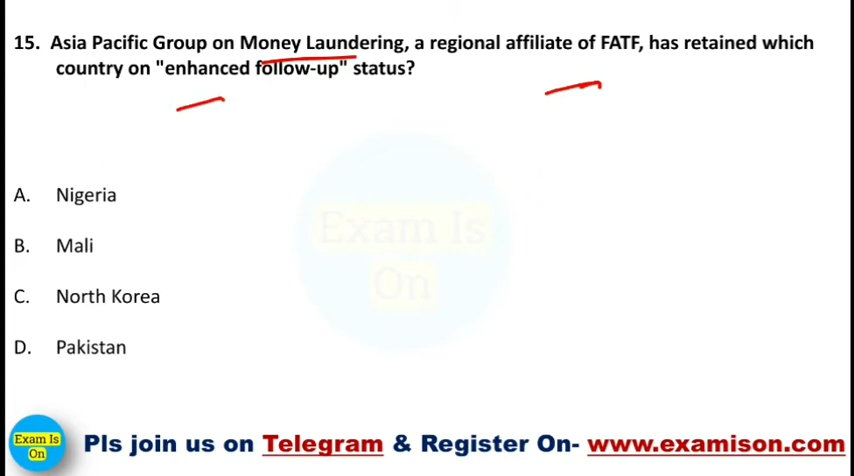 15. Asia Pacific Group on Money Laundering, a regional affiliate of FATF, has retained which
country on "enhanced follow-up" status?
A. Nigeria
Exam Is
B. Mali
On
C. North Korea
D. Pakistan
Exam Is
On
Pls join us on Telegram & Register On- www.examison.com